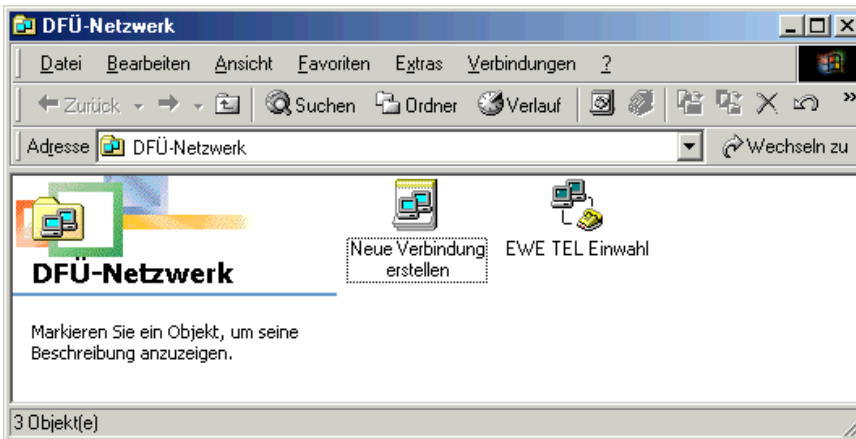 DFÜ-Netzwerk
Datei Bearbeiten Ansicht Favoriten Extras Verbindungen ?
Zurück Suchen Ordner Verlauf »
Adresse DFÜ-Netzwerk Wechseln zu
Neue Verbindung erstellen
EWE TEL Einwahl
DFÜ-Netzwerk
Markieren Sie ein Objekt, um seine
Beschreibung anzuzeigen.
3 Objekt(e)